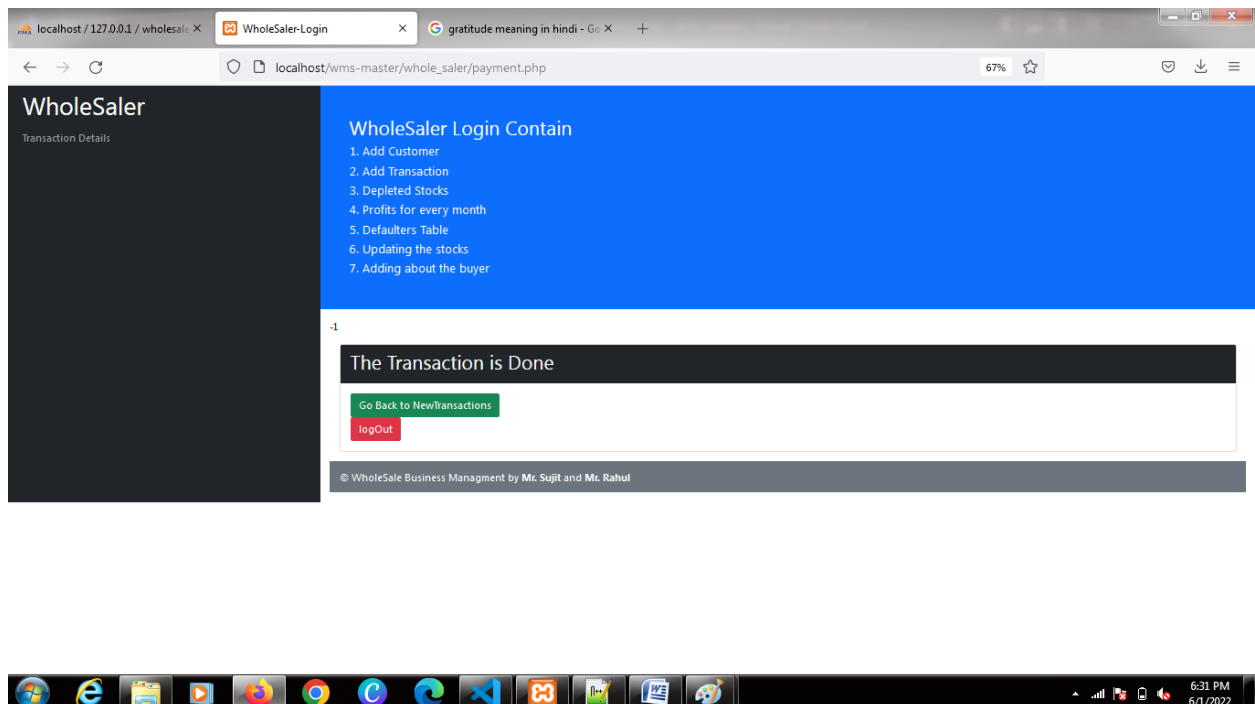 localhost / 127.0.0.1 / wholesale
WholeSaler-Login
gratitude meaning in hindi - Go
localhost/wms-master/whole_saler/payment.php
67%
WholeSaler
Transaction Details
WholeSaler Login Contain
1. Add Customer
2. Add Transaction
3. Depleted Stocks
4. Profits for every month
5. Defaulters Table
6. Updating the stocks
7. Adding about the buyer
-1
The Transaction is Done
Go Back to NewTransactions
logOut
© WholeSale Business Managment by Mr. Sujit and Mr. Rahul
6:31 PM
6/1/2022